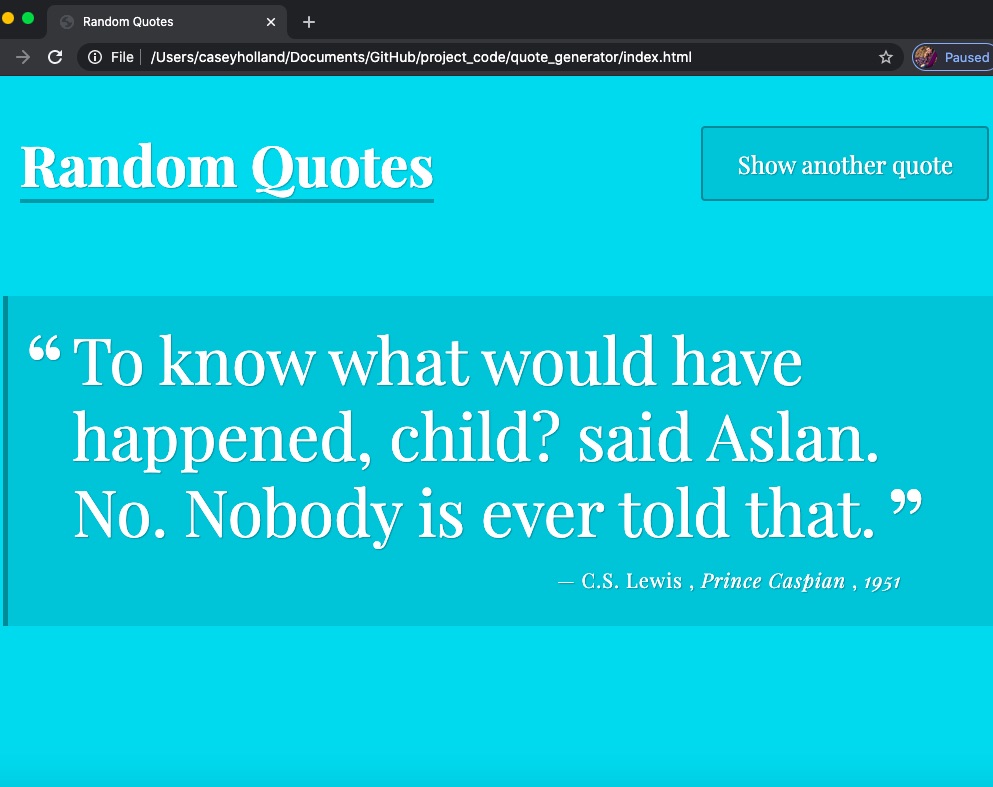 Random Quotes
File /Users/caseyholland/Documents/GitHub/project_code/quote_generator/index.html
Paused
Random Quotes
Show another quote
“ To know what would have
happened, child? said Aslan.
No. Nobody is ever told that. ”
— C.S. Lewis , Prince Caspian , 1951